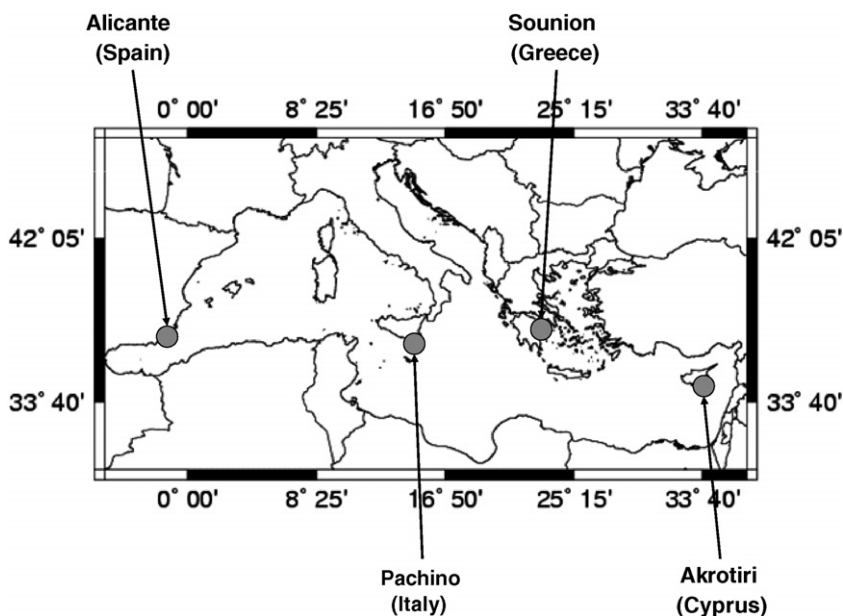 Alicante
(Spain)
Sounion
(Greece)
0° 00' 8° 25' 16° 50' 25° 15' 33° 40'
42° 05' 42° 05'
33° 40' 33° 40'
0° 00' 8° 25' 16° 50' 25° 15' 33° 40'
Pachino
(Italy)
Akrotiri
(Cyprus)